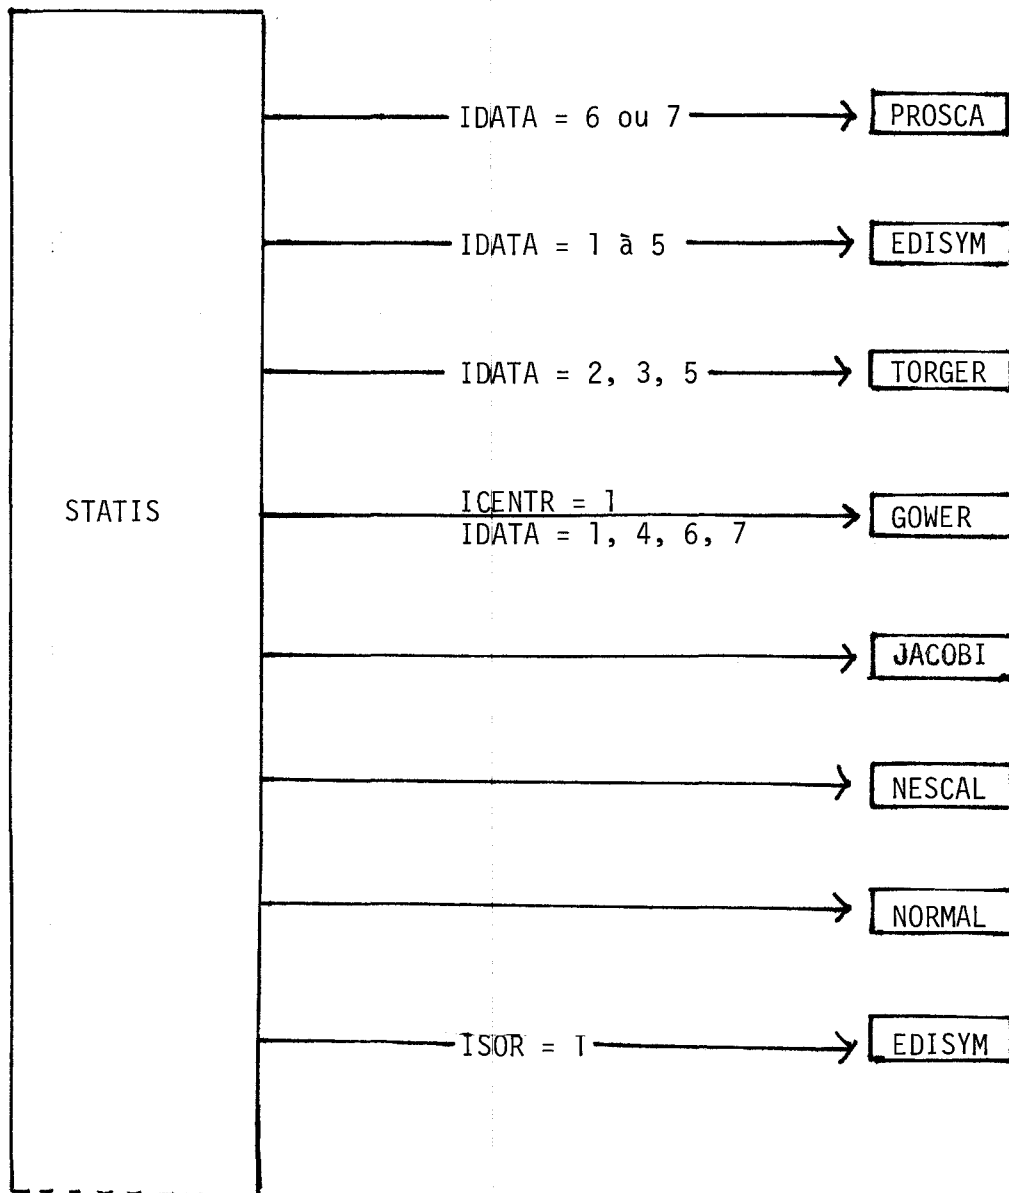 IDATA = 6 ou 7
PROSCA
IDATA = 1 à 5
EDISYM
IDATA = 2, 3, 5
TORGER
STATIS
ICENTR = 1
IDATA = 1, 4, 6, 7
GOWER
JACOBI
NESCAL
NORMAL
ISOR = 1
EDISYM